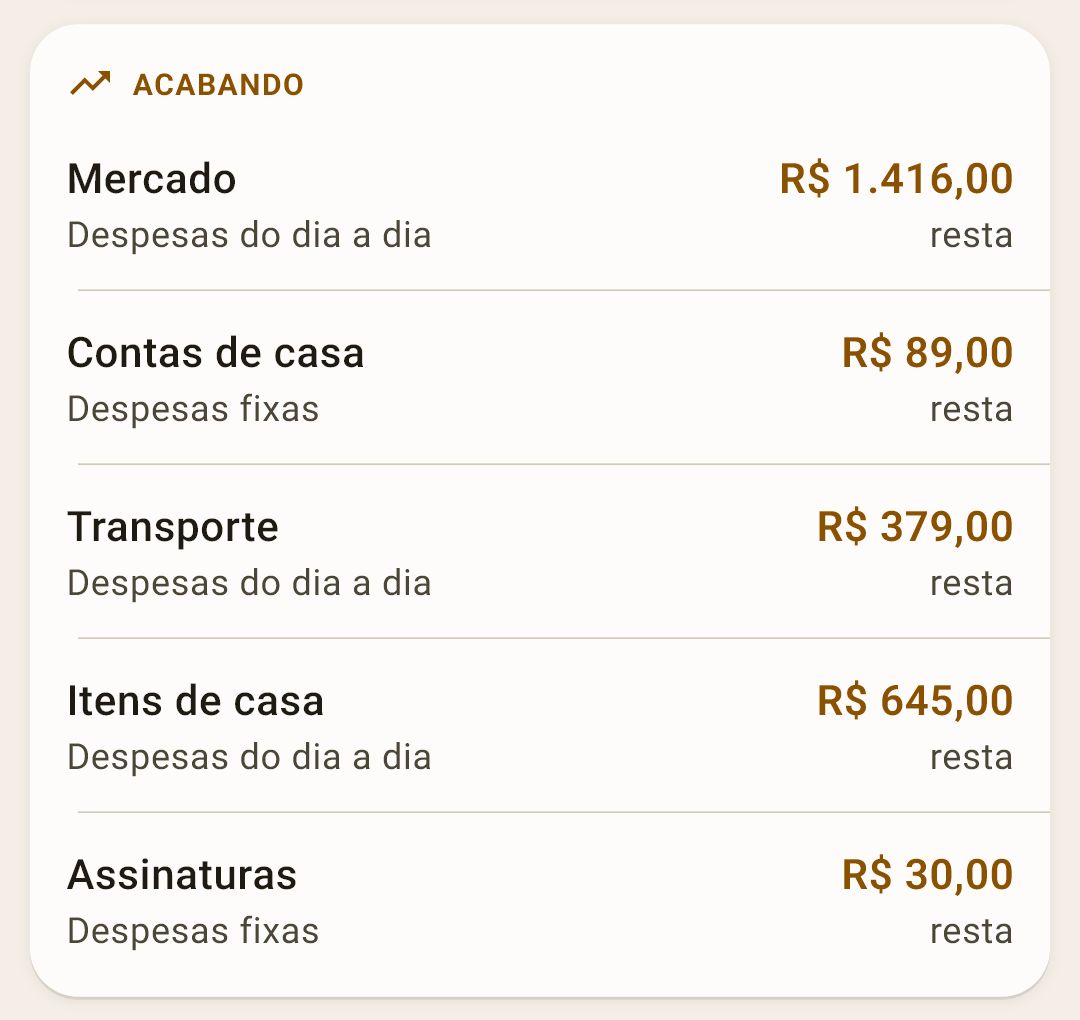 ACABANDO
Mercado R$ 1.416,00
Despesas do dia a dia resta
Contas de casa R$ 89,00
Despesas fixas resta
Transporte R$ 379,00
Despesas do dia a dia resta
Itens de casa R$ 645,00
Despesas do dia a dia resta
Assinaturas R$ 30,00
Despesas fixas resta